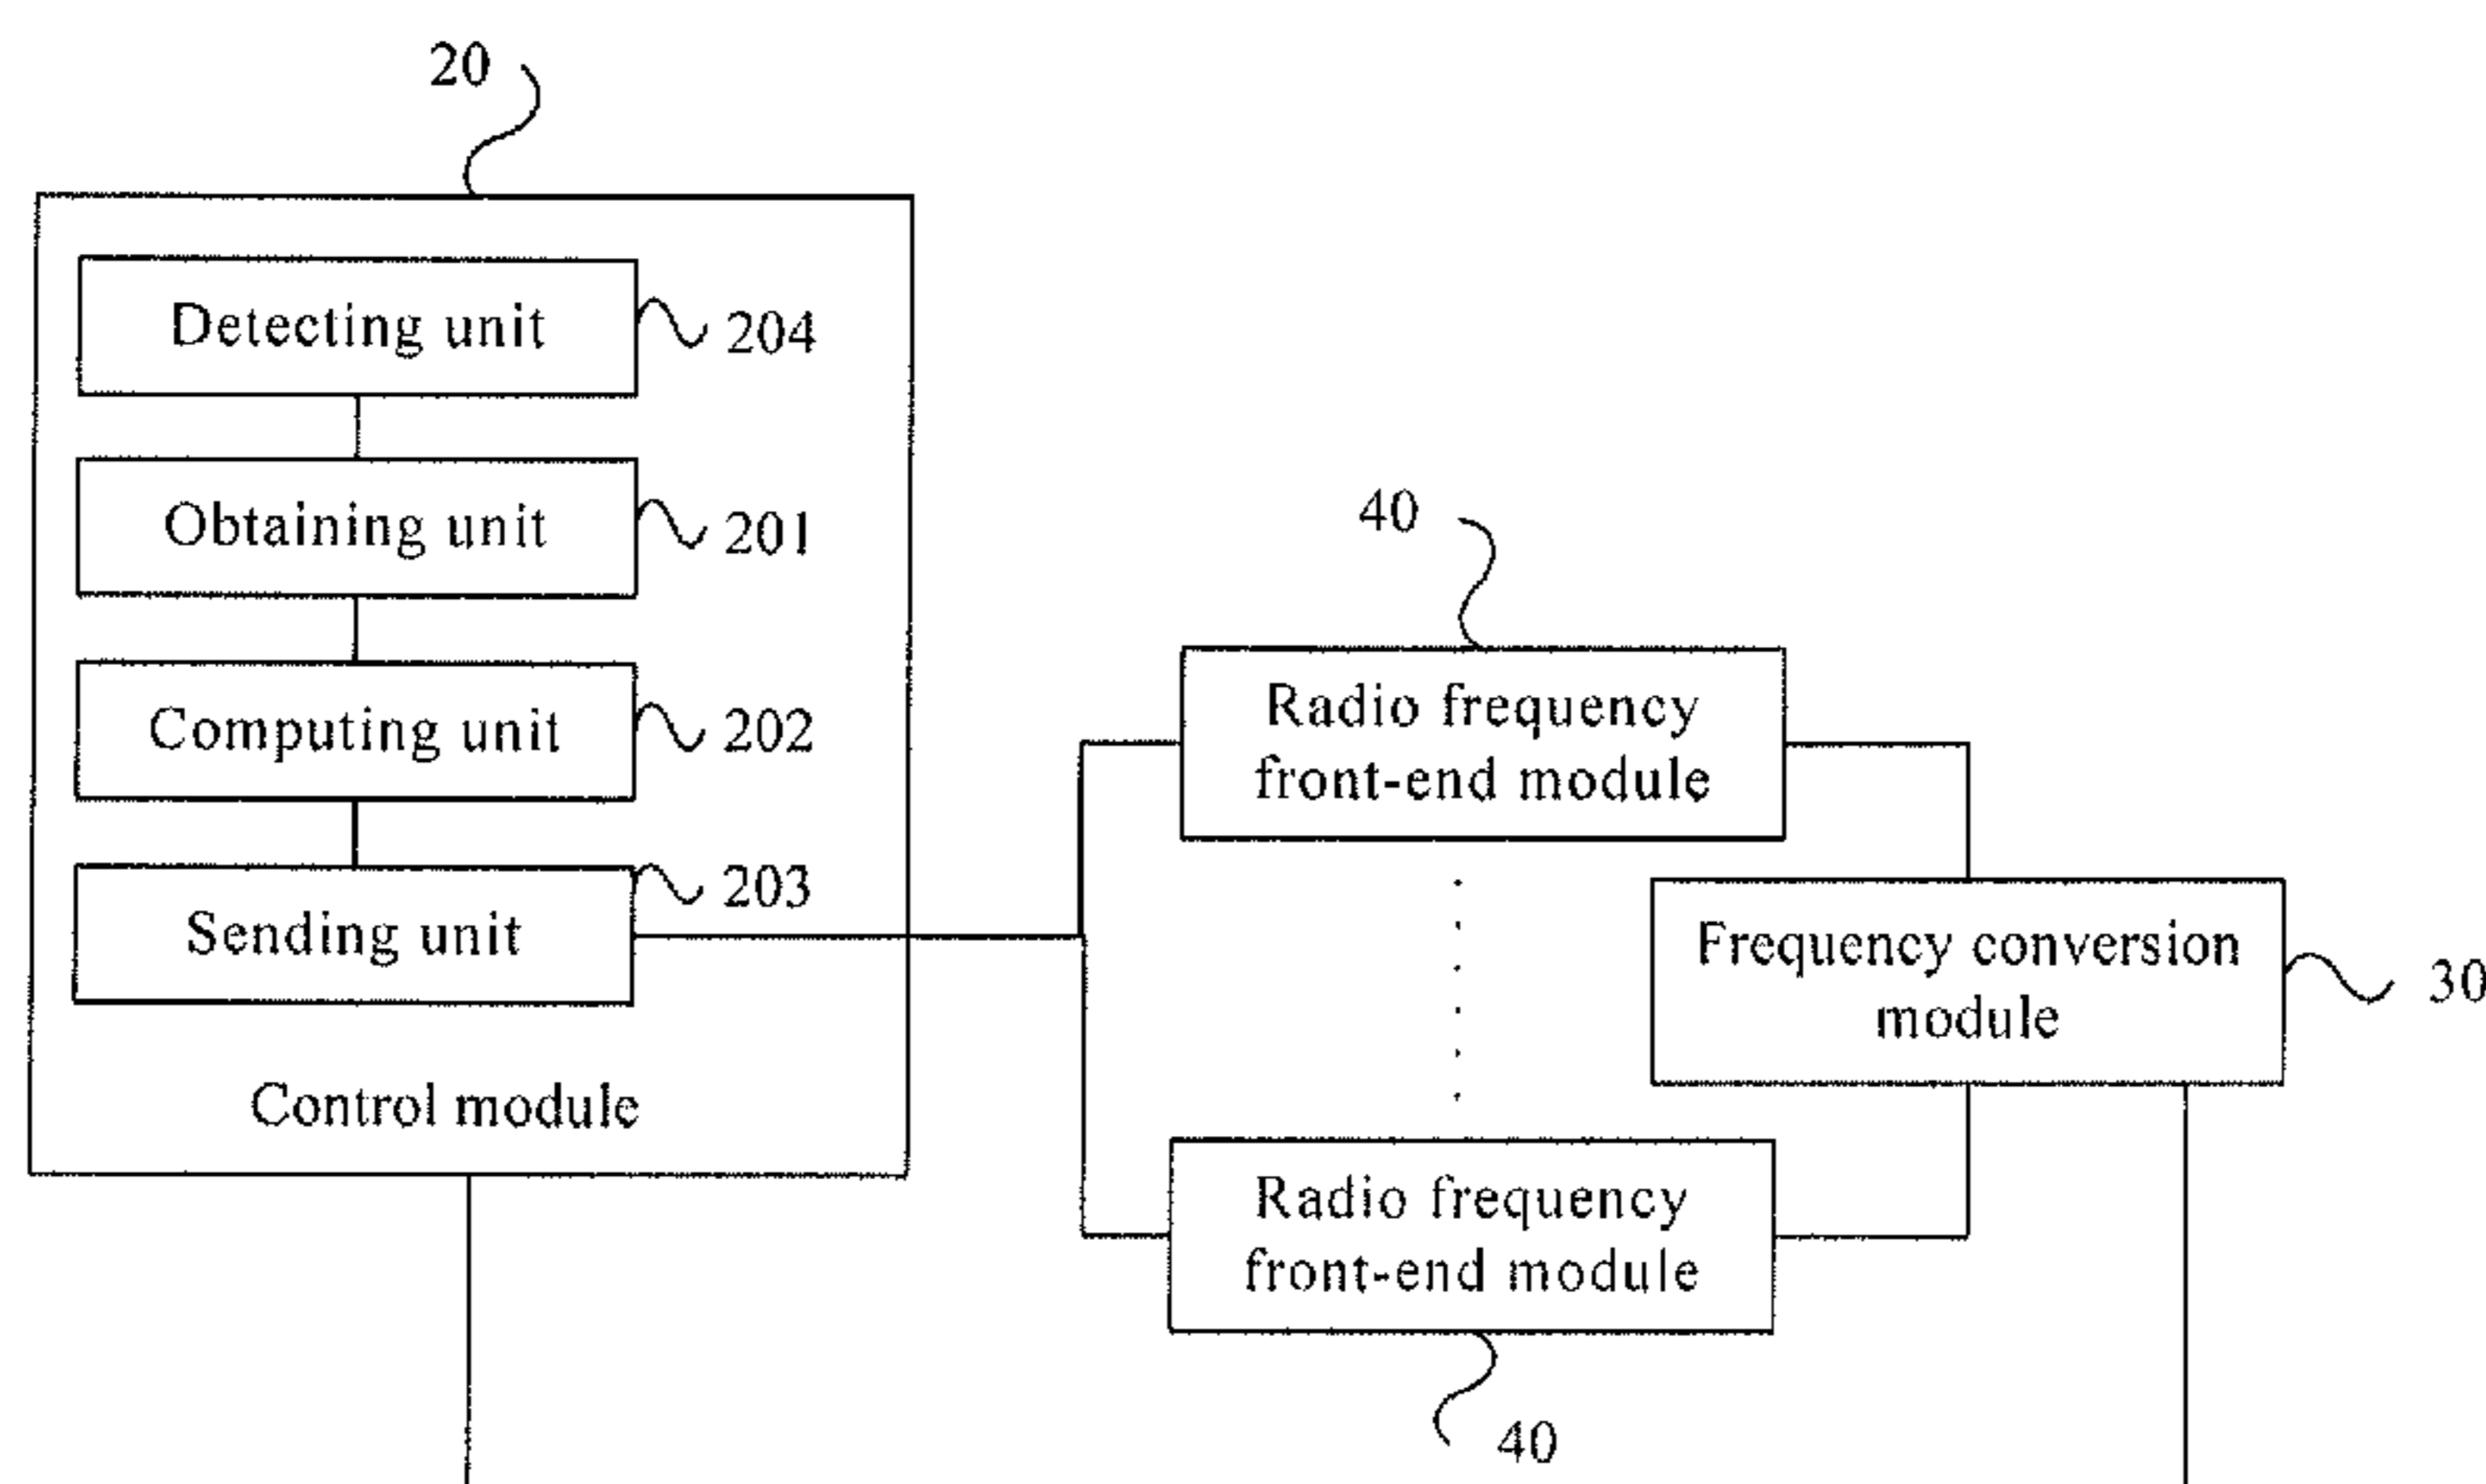 20
Detecting unit
204
Obtaining unit
201
Computing unit
202
Sending unit
203
Control module
40
Radio frequency
front-end module
Frequency conversion
module
30
Radio frequency
front-end module
40